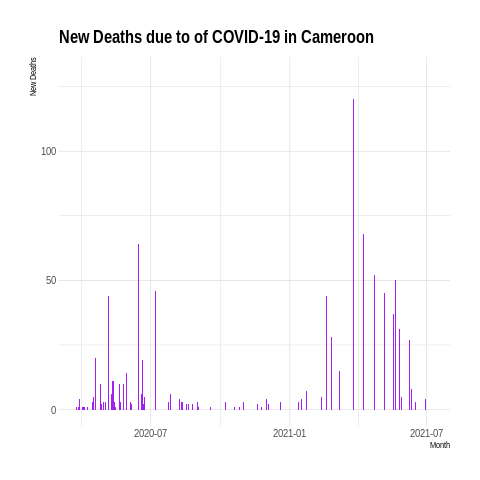 New Deaths due to of COVID-19 in Cameroon
New Deaths
100
50
0
2020-07
2021-01
2021-07
Month